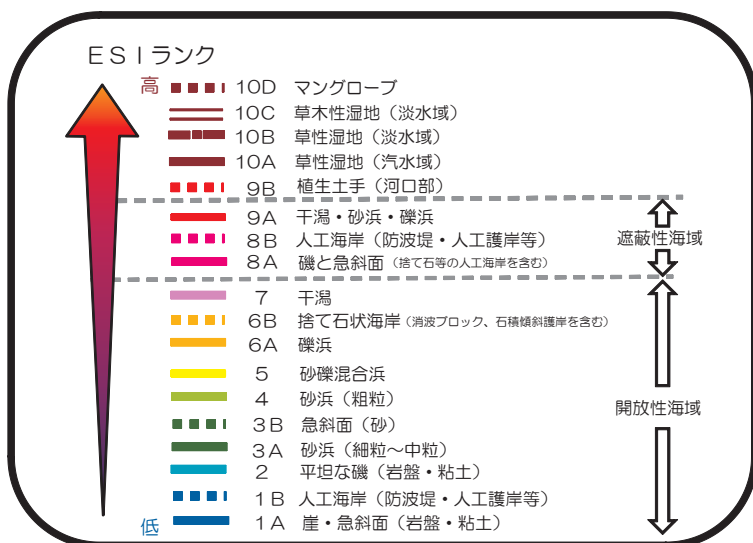 ESIランク
高 10D マングローブ
10C 草木性湿地（淡水域）
10B 草性湿地（淡水域）
10A 草性湿地（汽水域）
9B 植生土手（河口部）
9A 干潟・砂浜・礫浜
8B 人工海岸（防波堤・人工護岸等）
遮蔽性海域
8A 磯と急斜面（捨て石等の人工海岸を含む）
7 干潟
6B 捨て石状海岸（消波ブロック、石積傾斜護岸を含む）
6A 礫浜
5 砂礫混合浜
4 砂浜（粗粒）
開放性海域
3B 急斜面（砂）
3A 砂浜（細粒～中粒）
2 平坦な磯（岩盤・粘土）
1B 人工海岸（防波堤・人工護岸等）
低 1A 崖・急斜面（岩盤・粘土）